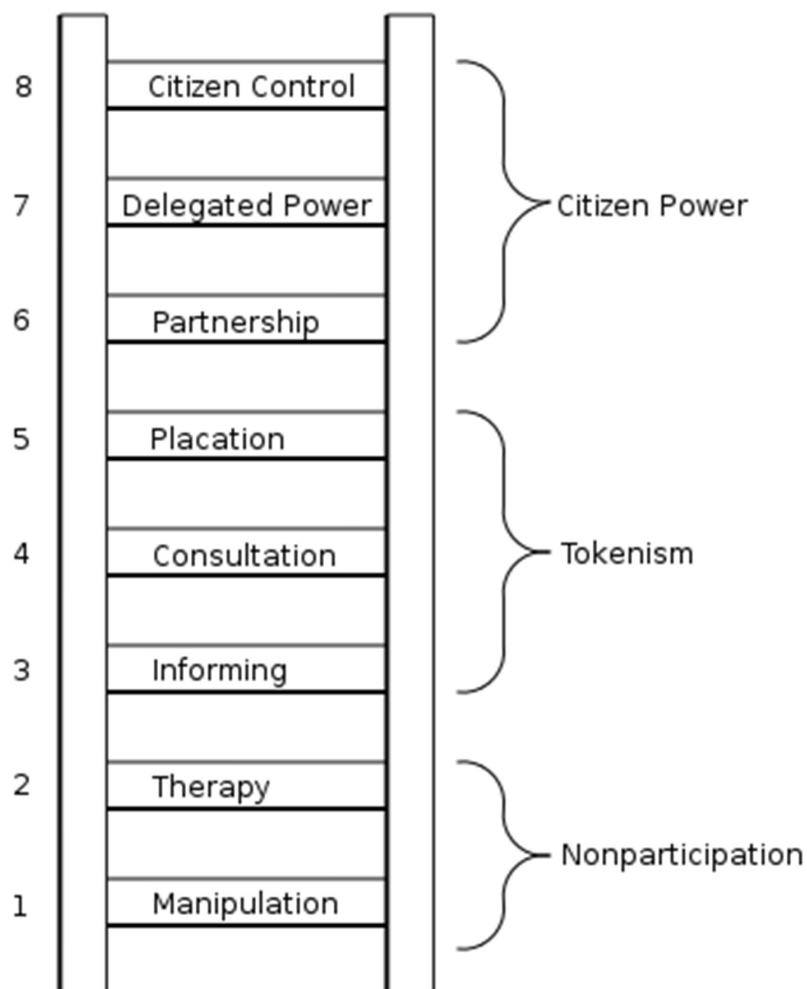 8 Citizen Control
7 Delegated Power Citizen Power
6 Partnership
5 Placation
4 Consultation Tokenism
3 Informing
2 Therapy
Nonparticipation
1 Manipulation